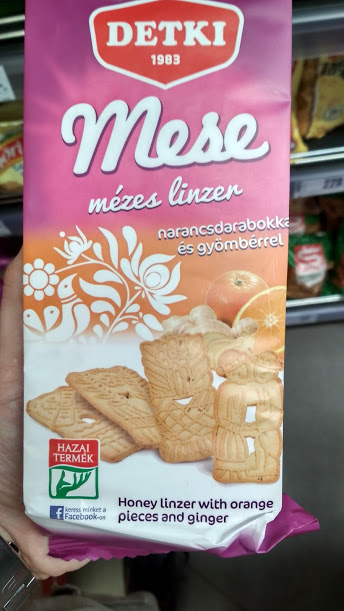 DETKI
1983
Mese
mézes linzer
narancsdarabokka
és gyömbérrel
HAZAI
TERMÉK
keress minket a
f Facebook-on
Honey linzer with orange
pieces and ginger